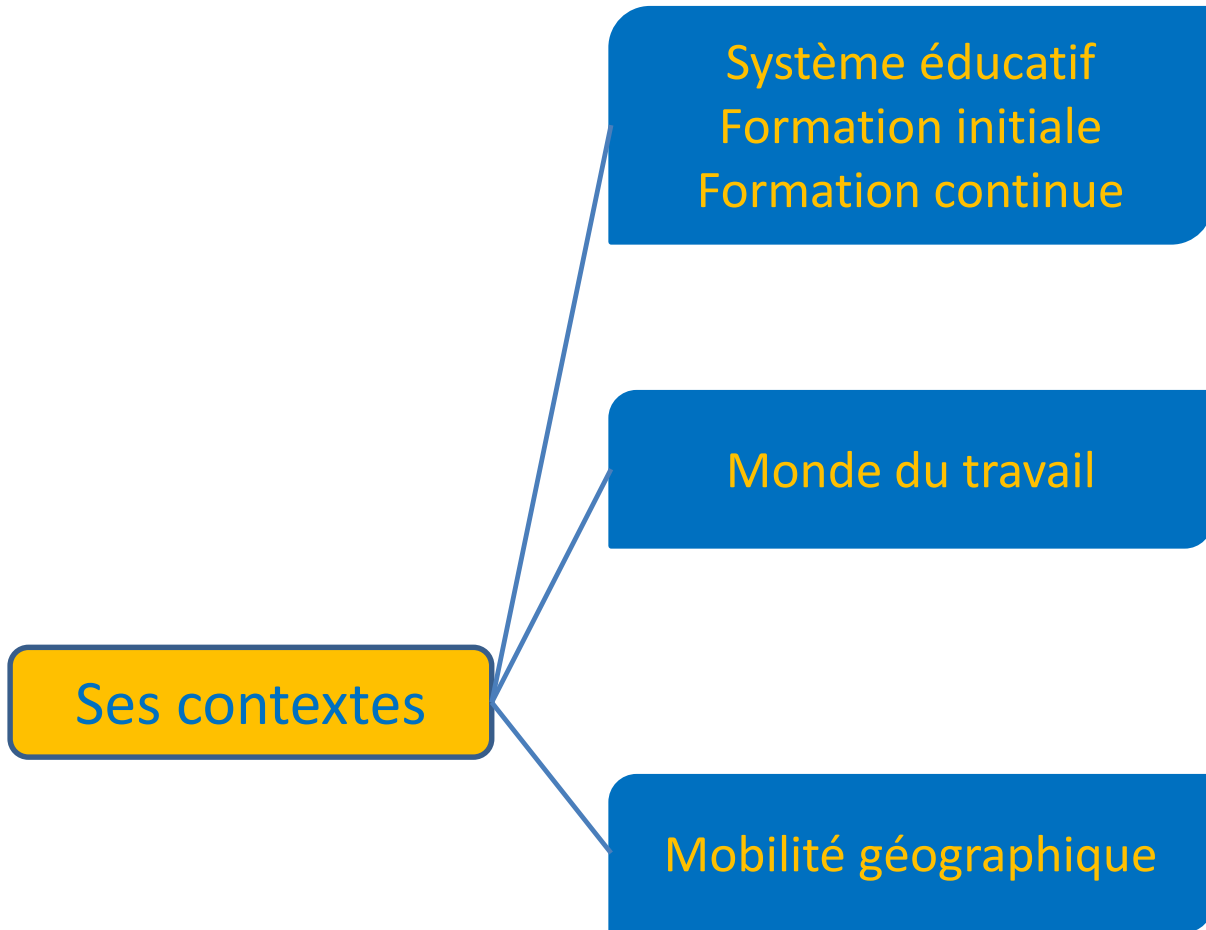 Système éducatif
Formation initiale
Formation continue
Monde du travail
Ses contextes
Mobilité géographique